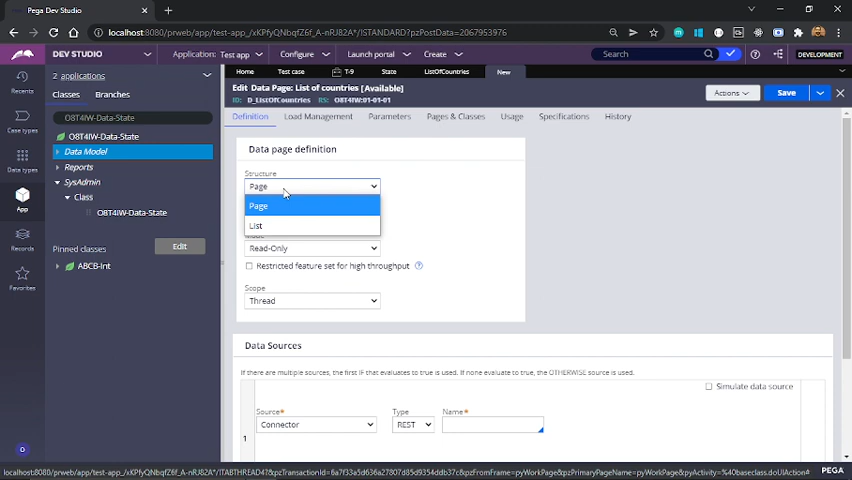 Pega Dev Studio
localhost:8080/prweb/app/test-app_/xKPfyQNbqfZ6f_A-nRJ82A*/!STANDARD?pzPostData=2067953976
DEV STUDIO
Application: Test app
Configure
Launch portal
Create
Search
DEVELOPMENT
Recents
Case types
Data types
App
Records
Favorites
2 applications
Classes
Branches
O8T4IW-Data-State
O8T4IW-Data-State
Data Model
Reports
SysAdmin
Class
O8T4IW-Data-State
Pinned classes
Edit
ABCB-Int
Home
Test case
T-9
State
ListOfCountries
New
Edit Data Page: List of countries [Available]
ID: D_ListOfCountries RS: O8T4IW:01-01-01
Actions
Save
Definition
Load Management
Parameters
Pages & Classes
Usage
Specifications
History
Data page definition
Structure
Page
Page
List
Read-Only
Restricted feature set for high throughput
Scope
Thread
Data Sources
If there are multiple sources, the first IF that evaluates to true is used. If none evaluate to true, the OTHERWISE source is used.
Simulate data source
Source*
Type
Name*
1
Connector
REST
PEGA